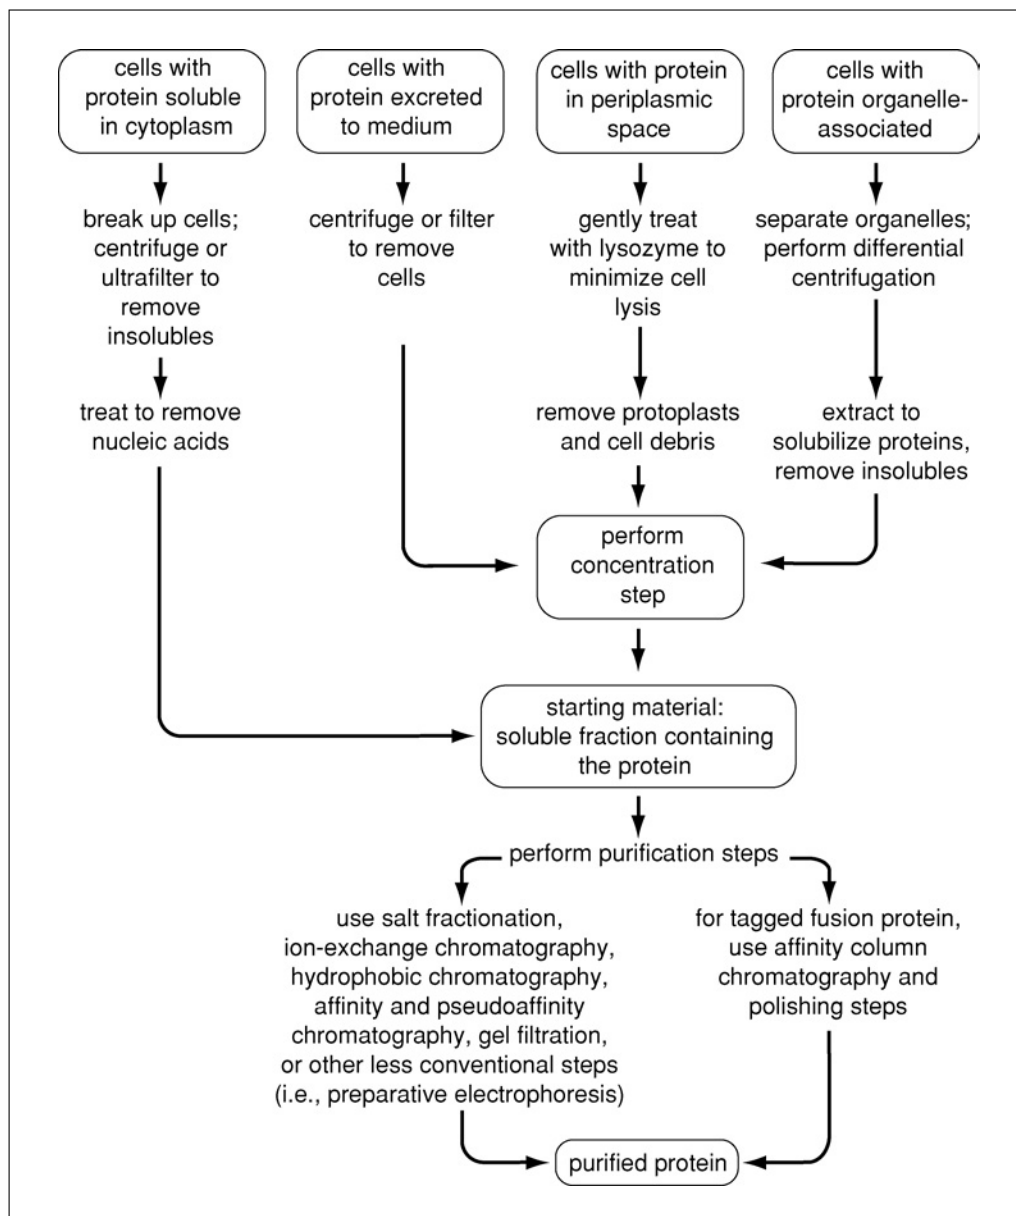 cells with
protein soluble
in cytoplasm
cells with
protein excreted
to medium
cells with protein
in periplasmic
space
cells with
protein organelle-
associated
break up cells;
centrifuge or
ultrafilter to
remove
insolubles
centrifuge or filter
to remove
cells
gently treat
with lysozyme to
minimize cell
lysis
separate organelles;
perform differential
centrifugation
treat to remove
nucleic acids
remove protoplasts
and cell debris
extract to
solubilize proteins,
remove insolubles
perform
concentration
step
starting material:
soluble fraction containing
the protein
perform purification steps
use salt fractionation,
ion-exchange chromatography,
hydrophobic chromatography,
affinity and pseudoaffinity
chromatography, gel filtration,
or other less conventional steps
(i.e., preparative electrophoresis)
for tagged fusion protein,
use affinity column
chromatography and
polishing steps
purified protein